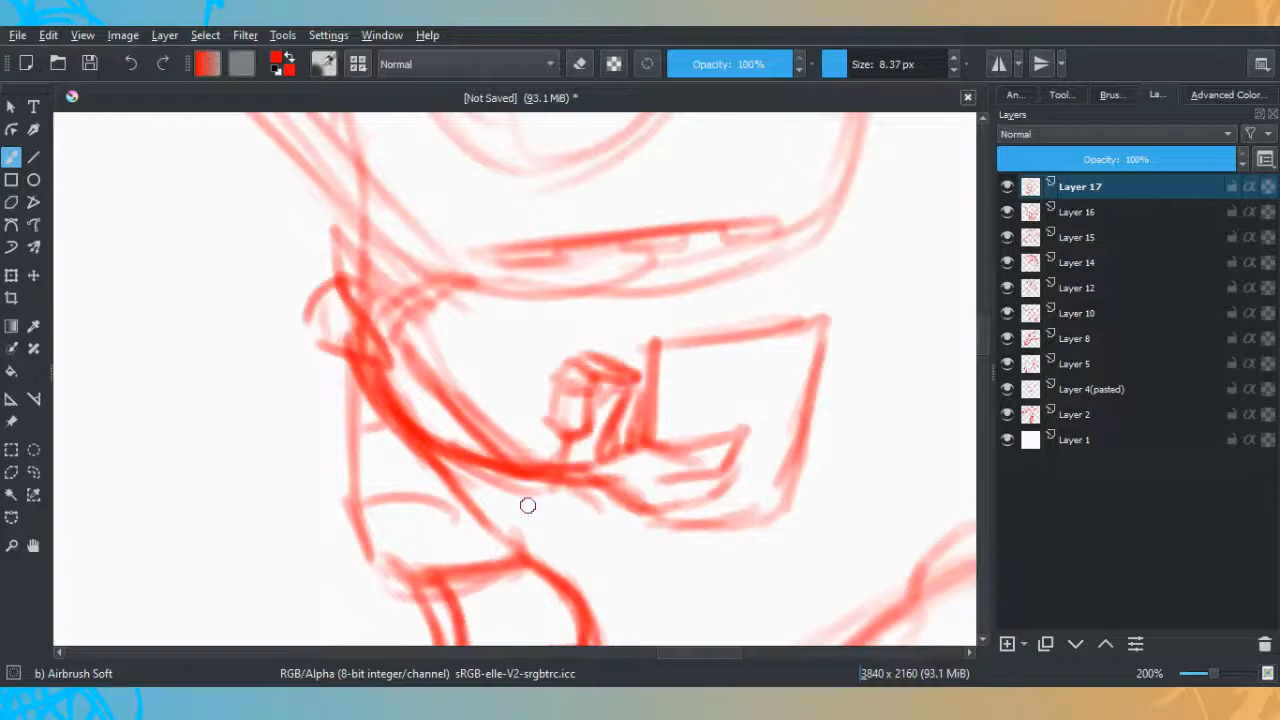 File Edit View Image Layer Select Filter Tools Settings Window Help
Normal Opacity: 100% Size: 8.37 px
[Not Saved] (93.1 MiB) *
An... Tool... Brus... La... Advanced Color...
Layers
Normal
Opacity: 100%
Layer 17
Layer 16
Layer 15
Layer 14
Layer 12
Layer 10
Layer 8
Layer 5
Layer 4(pasted)
Layer 2
Layer 1
b) Airbrush Soft RGB/Alpha (8-bit integer/channel) sRGB-elle-V2-srgbtrc.icc 3840 x 2160 (93.1 MiB) 200%